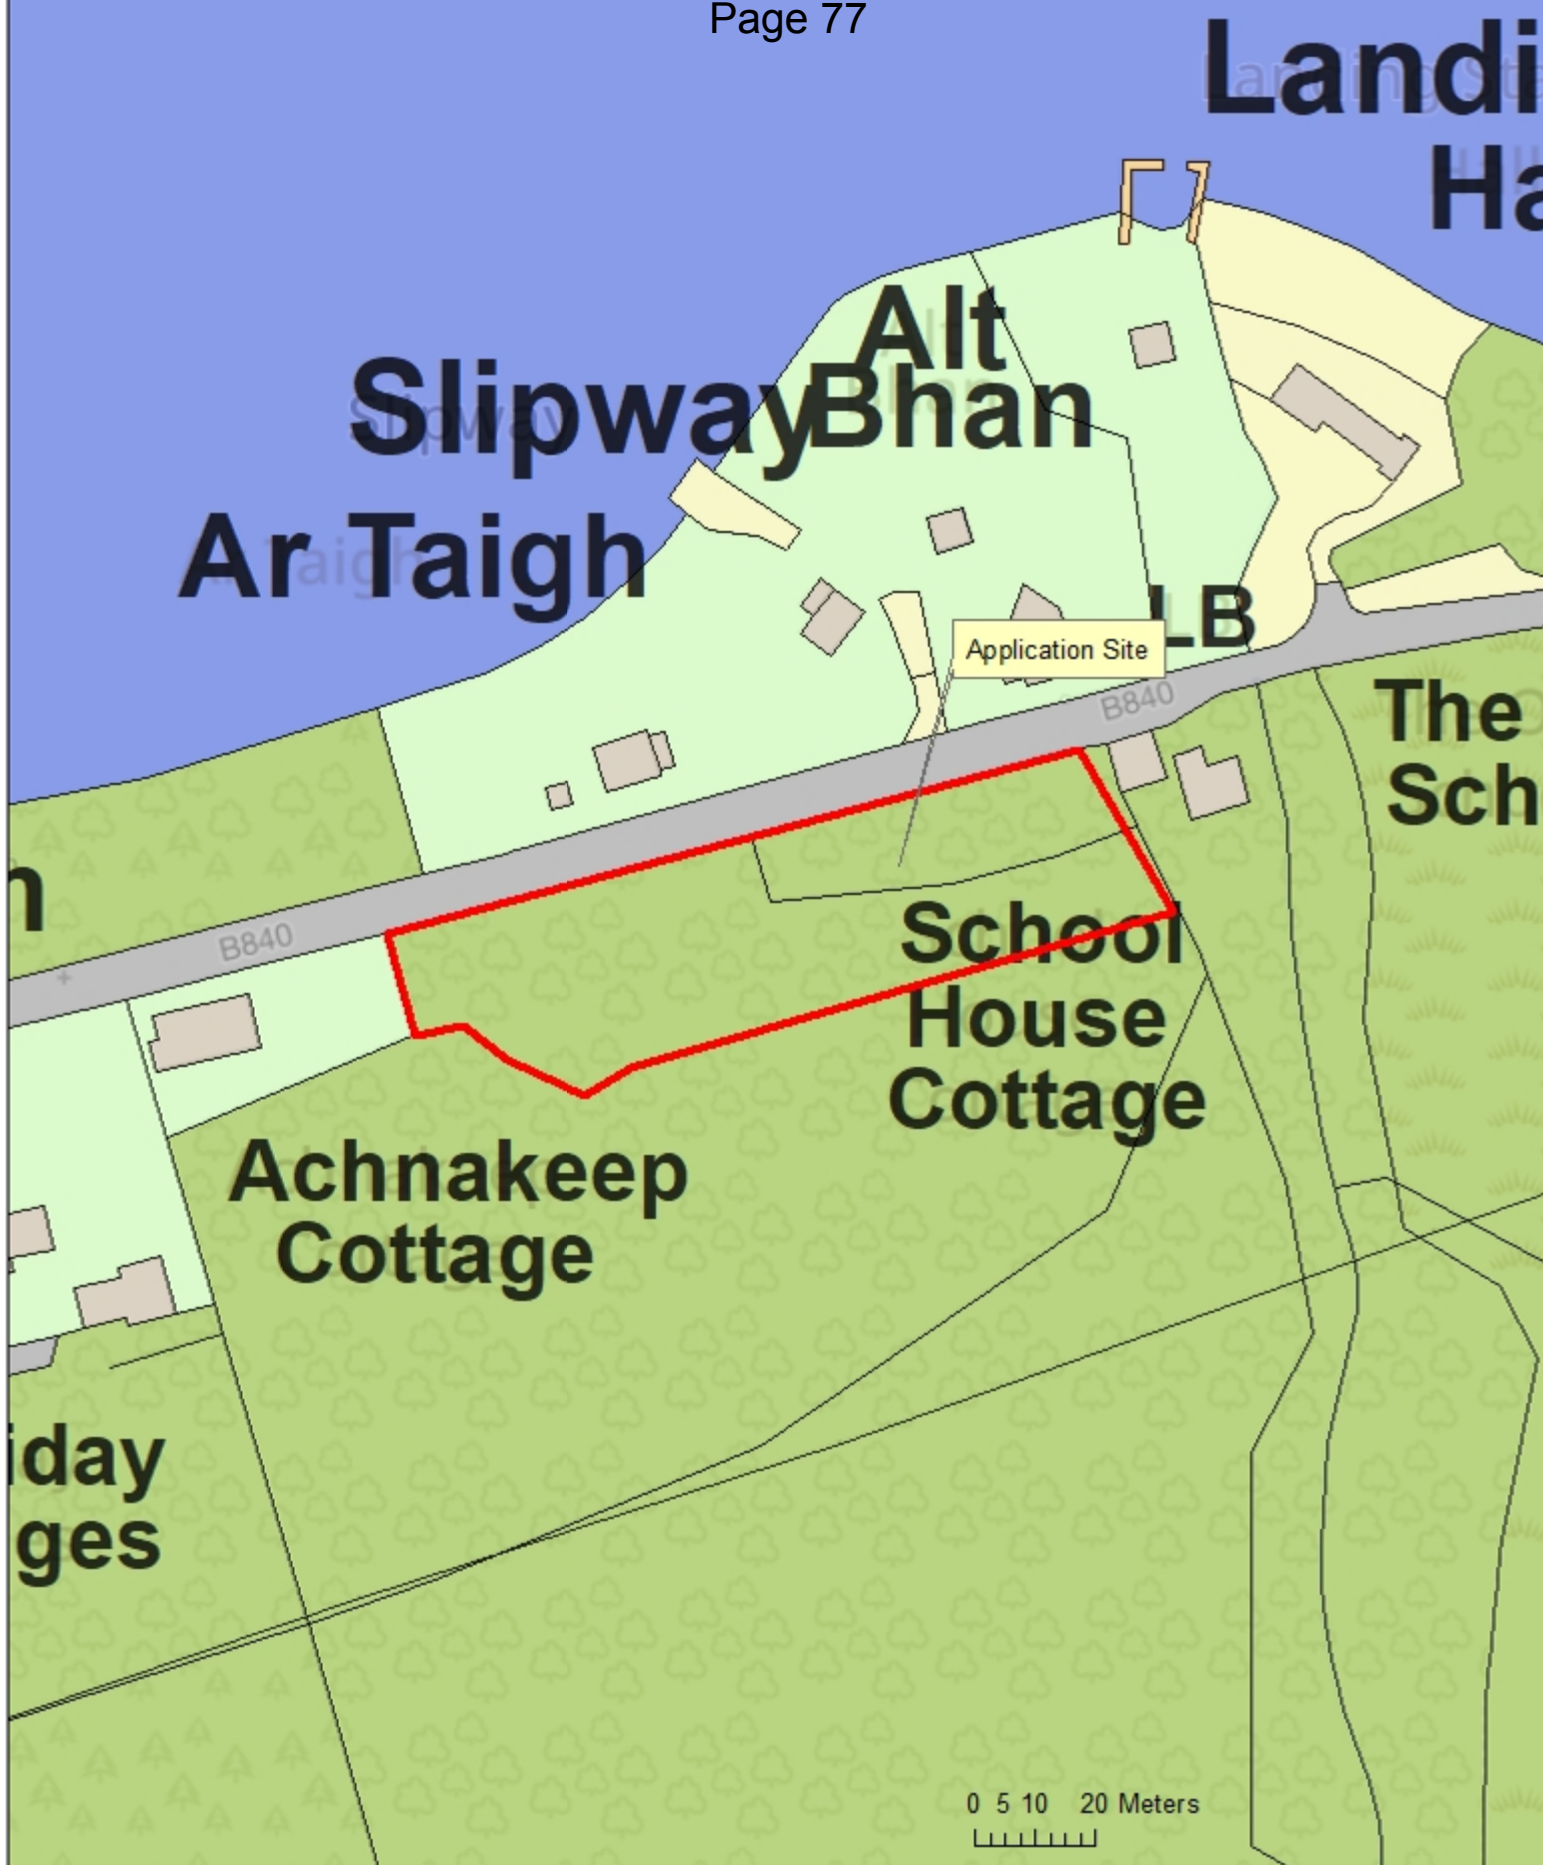 Page 77
Landi
Ha
Alt
Bhan
Slipway
Ar Taigh
LB
Application Site
B840
The
Sch
n
B840
School
House
Cottage
Achnakeep
Cottage
iday
ges
0 5 10 20 Meters